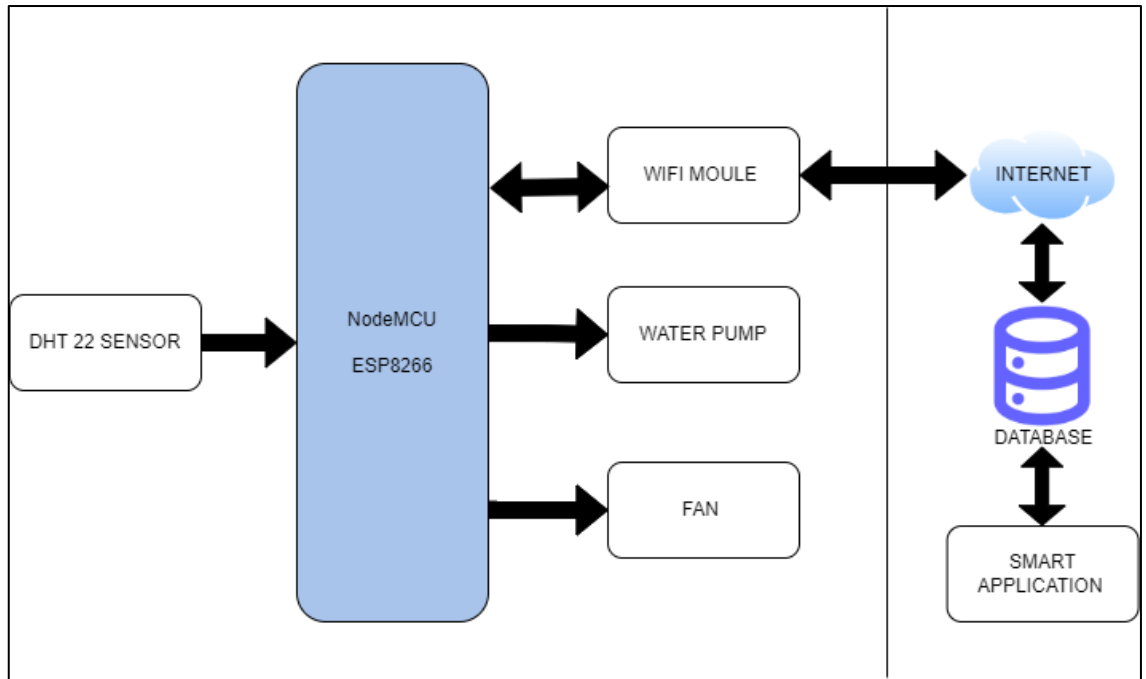 WIFI MOULE
INTERNET
DHT 22 SENSOR
NodeMCU
ESP8266
WATER PUMP
DATABASE
FAN
SMART
APPLICATION